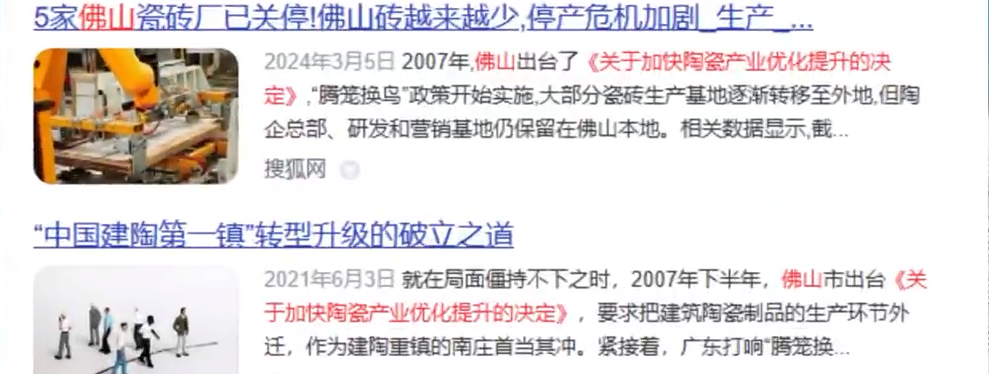 5家佛山瓷砖厂已关停!佛山砖越来越少,停产危机加剧_生产_...
2024年3月5日 2007年,佛山出台了《关于加快陶瓷产业优化提升的决
定》,“腾笼换鸟”政策开始实施,大部分瓷砖生产基地逐渐转移至外地,但陶
企总部、研发和营销基地仍保留在佛山本地。相关数据显示,截...
搜狐网
“中国建陶第一镇”转型升级的破立之道
2021年6月3日 就在局面僵持不下之时，2007年下半年，佛山市出台《关
于加快陶瓷产业优化提升的决定》，要求把建筑陶瓷制品的生产环节外
迁，作为建陶重镇的南庄首当其冲。紧接着，广东打响“腾笼换...